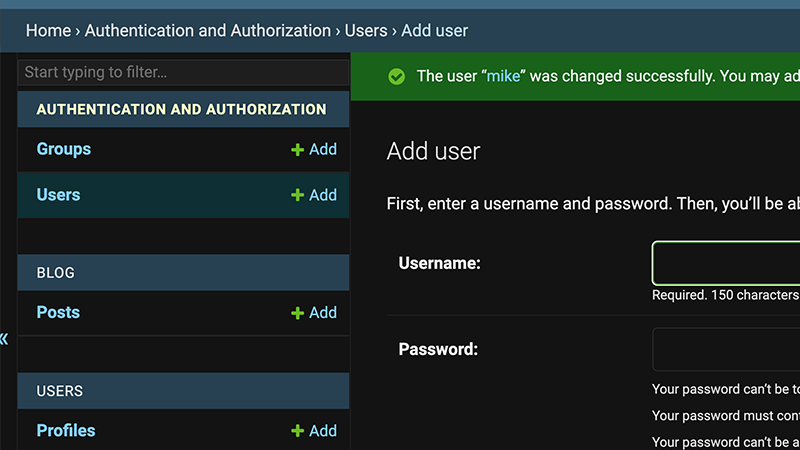 Home › Authentication and Authorization › Users › Add user
Start typing to filter…
The user “mike” was changed successfully. You may ad
AUTHENTICATION AND AUTHORIZATION
Groups + Add
Users + Add
BLOG
Posts + Add
«
USERS
Profiles + Add
Add user
First, enter a username and password. Then, you’ll be ab
Username:
Required. 150 characters
Password:
Your password can’t be to
Your password must cont
Your password can’t be a